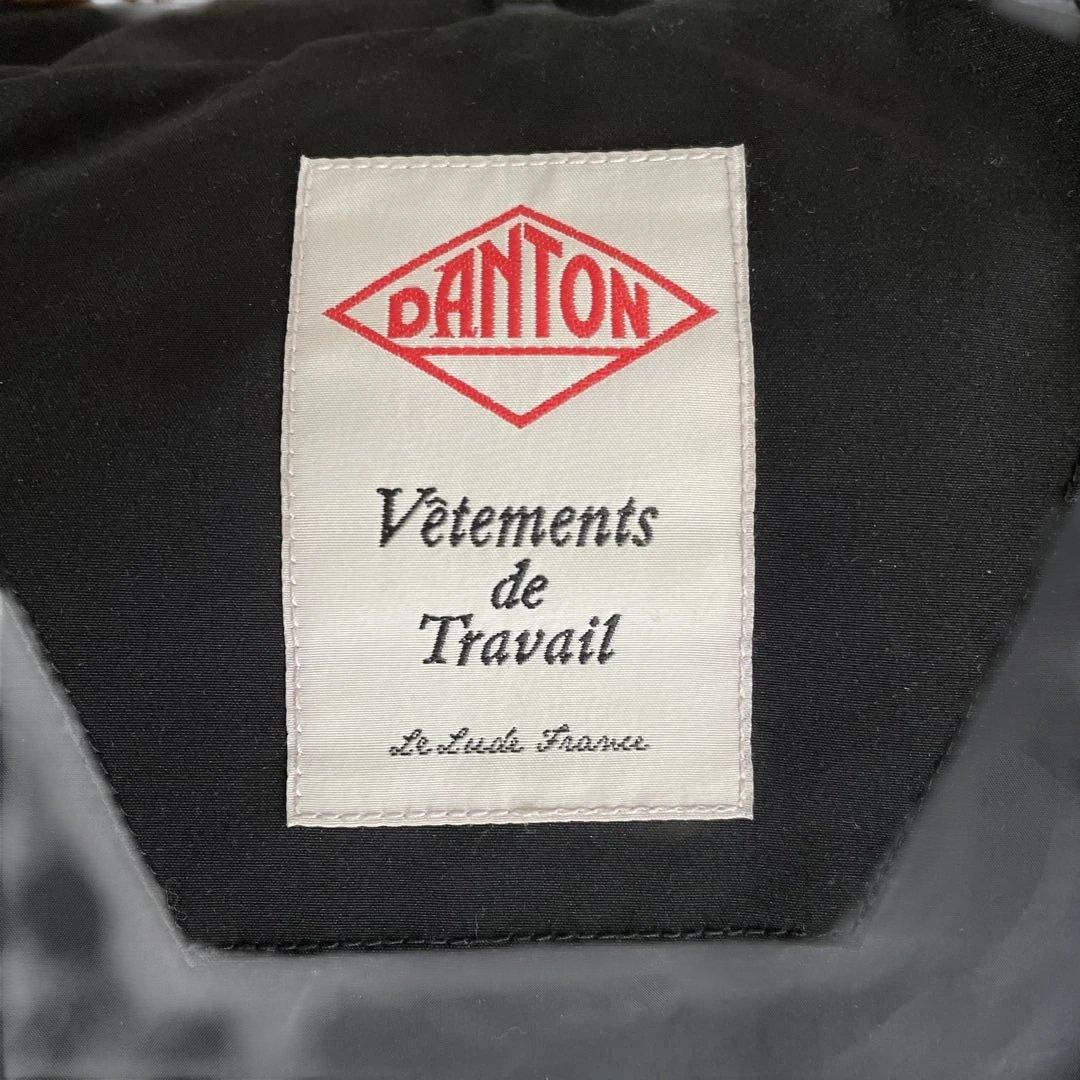 DANTON
Vêtements
de
Travail
Le Lude France